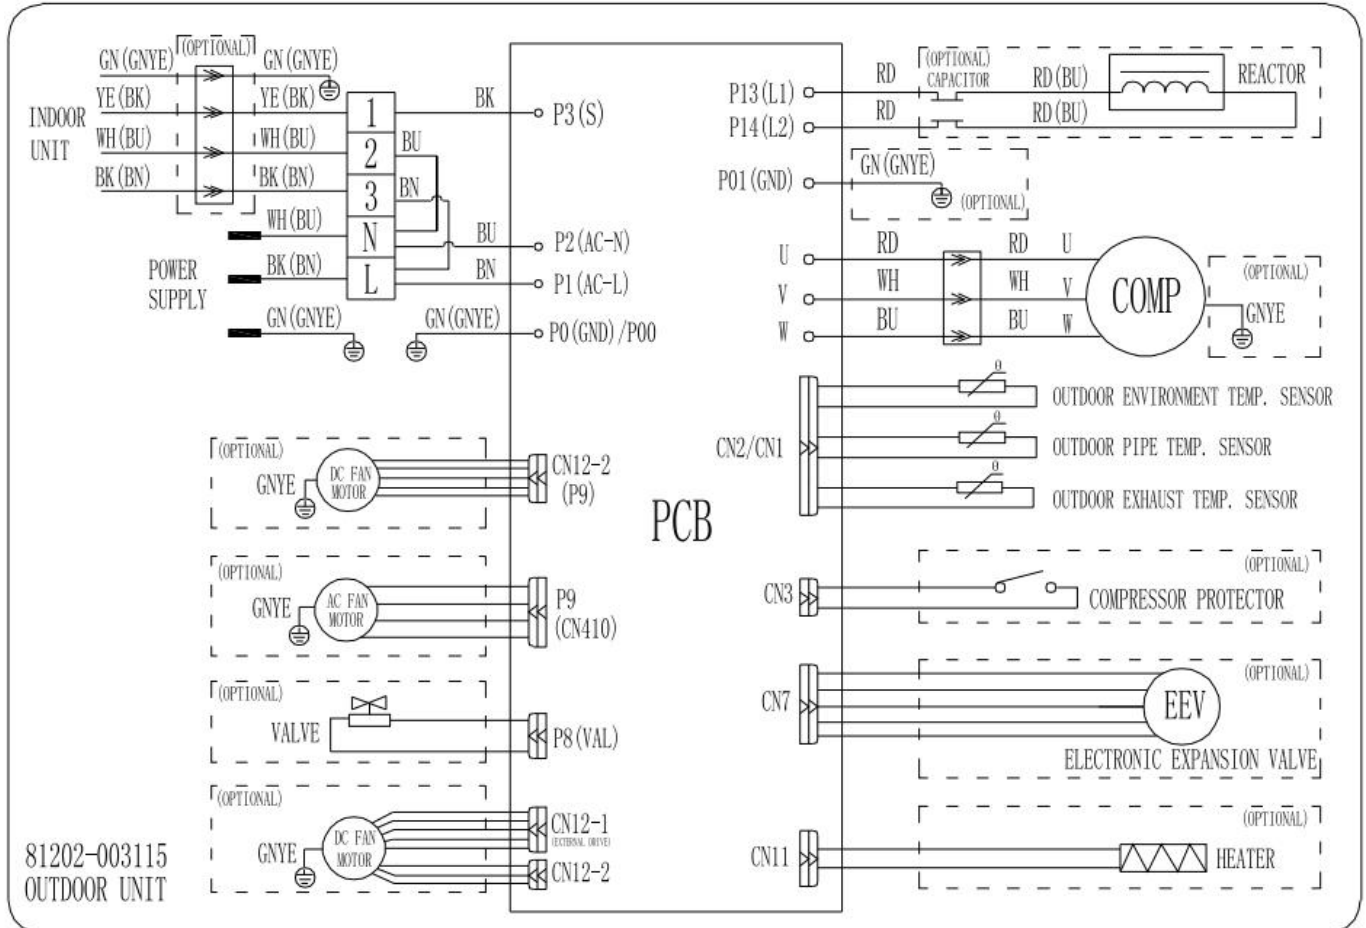 (OPTIONAL)
GN(GNYE)
GN(GNYE)
YE(BK)
YE(BK)
INDOOR
UNIT
WH(BU)
WH(BU)
BK(BN)
BK(BN)
1
2
3
N
L
BK
P3(S)
BU
BN
WH(BU)
BU
P2(AC-N)
POWER
SUPPLY
BK(BN)
BN
P1(AC-L)
GN(GNYE)
GN(GNYE)
P0(GND)/P00
(OPTIONAL)
DC FAN
MOTOR
GNYE
CN12-2
(P9)
(OPTIONAL)
AC FAN
MOTOR
GNYE
P9
(CN410)
(OPTIONAL)
VALVE
P8(VAL)
(OPTIONAL)
DC FAN
MOTOR
GNYE
CN12-1
(EXTERNAL DRIVE)
CN12-2
81202-003115
OUTDOOR UNIT
PCB
P13(L1)
RD
(OPTIONAL)
CAPACITOR
RD(BU)
REACTOR
P14(L2)
RD
RD(BU)
P01(GND)
GN(GNYE)
(OPTIONAL)
U
RD
RD
U
V
WH
WH
V
W
BU
BU
W
COMP
(OPTIONAL)
GNYE
CN2/CN1
θ
OUTDOOR ENVIRONMENT TEMP. SENSOR
θ
OUTDOOR PIPE TEMP. SENSOR
θ
OUTDOOR EXHAUST TEMP. SENSOR
CN3
(OPTIONAL)
COMPRESSOR PROTECTOR
CN7
(OPTIONAL)
EEV
ELECTRONIC EXPANSION VALVE
CN11
(OPTIONAL)
HEATER